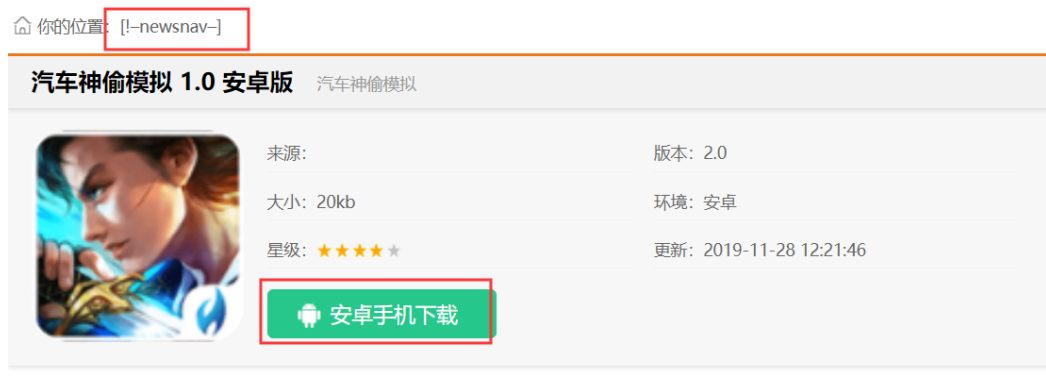 你的位置：[!–newsnav–]
汽车神偷模拟 1.0 安卓版 汽车神偷模拟
来源： 版本：2.0
大小：20kb 环境：安卓
星级：★★★★★ 更新：2019-11-28 12:21:46
安卓手机下载